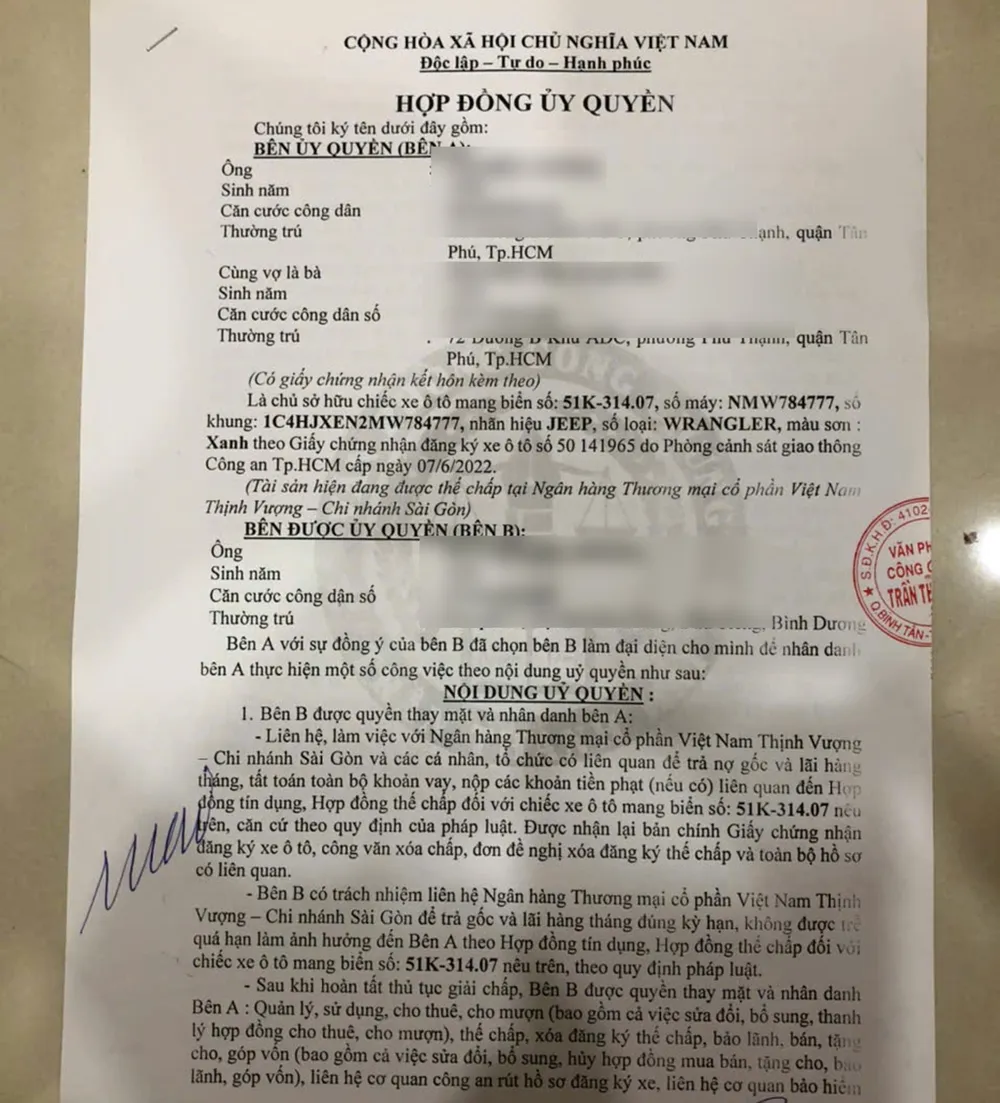 CỘNG HÒA XÃ HỘI CHỦ NGHĨA VIỆT NAM
Độc lập – Tự do – Hạnh phúc
HỢP ĐỒNG ỦY QUYỀN
Chúng tôi ký tên dưới đây gồm:
BÊN ỦY QUYỀN (BÊN A):
Ông :
Sinh năm
Căn cước công dân
Thường trú quận Tân
Phú, Tp.HCM
Cùng vợ là bà
Sinh năm
Căn cước công dân số
Thường trú : 72 Đường B Khu ADC, phường Phú Thạnh, quận Tân
Phú, Tp.HCM
(Có giấy chứng nhận kết hôn kèm theo)
Là chủ sở hữu chiếc xe ô tô mang biển số: 51K-314.07, số máy: NMW784777, số
khung: 1C4HJXEN2MW784777, nhãn hiệu JEEP, số loại: WRANGLER, màu sơn :
Xanh theo Giấy chứng nhận đăng ký xe ô tô số 50 141965 do Phòng cảnh sát giao thông
Công an Tp.HCM cấp ngày 07/6/2022.
(Tài sản hiện đang được thế chấp tại Ngân hàng Thương mại cổ phần Việt Nam
Thịnh Vượng – Chi nhánh Sài Gòn)
BÊN ĐƯỢC ỦY QUYỀN (BÊN B):
Ông
Sinh năm
Căn cước công dân số
Thường trú , Bình Dương
Bên A với sự đồng ý của bên B đã chọn bên B làm đại diện cho mình để nhân danh
bên A thực hiện một số công việc theo nội dung uỷ quyền như sau:
NỘI DUNG UỶ QUYỀN :
1. Bên B được quyền thay mặt và nhân danh bên A:
- Liên hệ, làm việc với Ngân hàng Thương mại cổ phần Việt Nam Thịnh Vượng
– Chi nhánh Sài Gòn và các cá nhân, tổ chức có liên quan để trả nợ gốc và lãi hàng
tháng, tất toán toàn bộ khoản vay, nộp các khoản tiền phạt (nếu có) liên quan đến Hợp
đồng tín dụng, Hợp đồng thế chấp đối với chiếc xe ô tô mang biển số: 51K-314.07 nêu
trên, căn cứ theo quy định của pháp luật. Được nhận lại bản chính Giấy chứng nhận
đăng ký xe ô tô, công văn xóa chấp, đơn đề nghị xóa đăng ký thế chấp và toàn bộ hồ sơ
có liên quan.
- Bên B có trách nhiệm liên hệ Ngân hàng Thương mại cổ phần Việt Nam Thịnh
Vượng – Chi nhánh Sài Gòn để trả gốc và lãi hàng tháng đúng kỳ hạn, không được trễ
quá hạn làm ảnh hưởng đến Bên A theo Hợp đồng tín dụng, Hợp đồng thế chấp đối với
chiếc xe ô tô mang biển số: 51K-314.07 nêu trên, theo quy định pháp luật.
- Sau khi hoàn tất thủ tục giải chấp, Bên B được quyền thay mặt và nhân danh
Bên A : Quản lý, sử dụng, cho thuê, cho mượn (bao gồm cả việc sửa đổi, bổ sung, thanh
lý hợp đồng cho thuê, cho mượn), thế chấp, xóa đăng ký thế chấp, bảo lãnh, bán, tặng
cho, góp vốn (bao gồm cả việc sửa đổi, bổ sung, hủy hợp đồng mua bán, tặng cho, bảo
lãnh, góp vốn), liên hệ cơ quan công an rút hồ sơ đăng ký xe, liên hệ cơ quan bảo hiểm
S.Đ.K.H.Đ: 4102
VĂN PH
CÔNG
TRẦN
Q.BÌNH TÂN-T